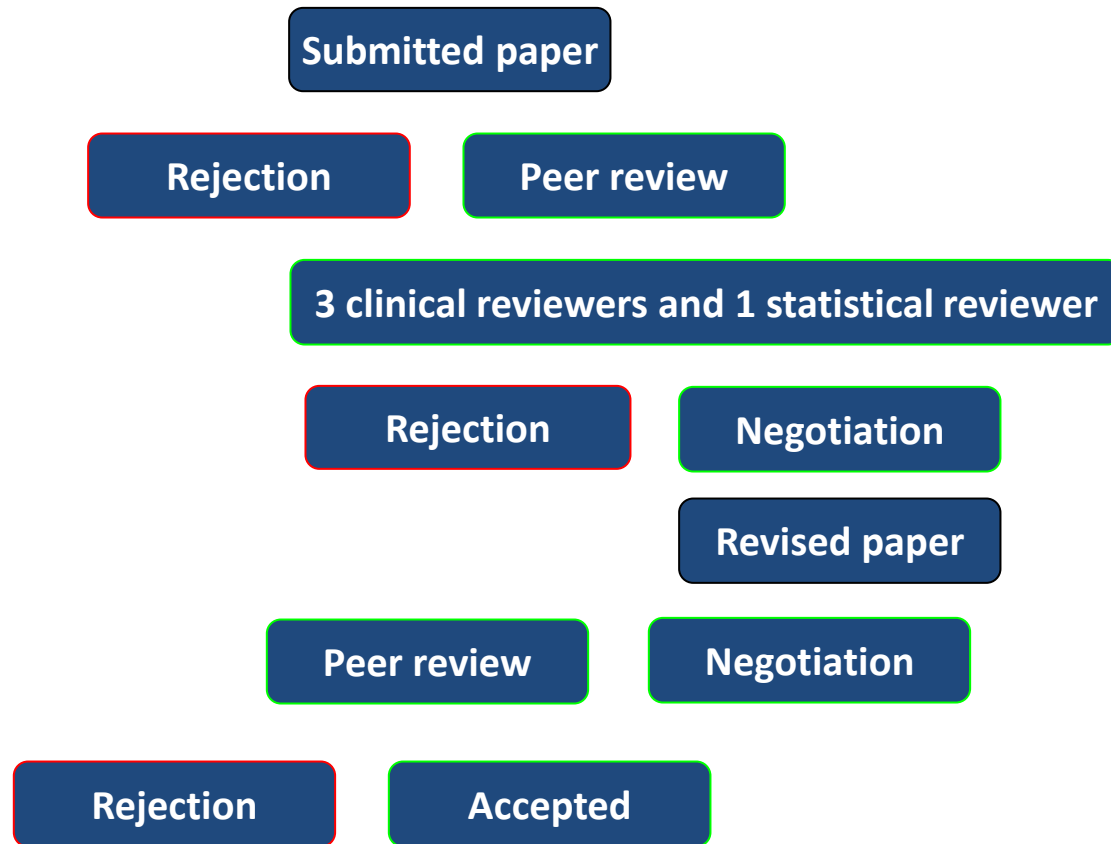 Submitted paper
Rejection
Peer review
3 clinical reviewers and 1 statistical reviewer
Rejection
Negotiation
Revised paper
Peer review
Negotiation
Rejection
Accepted